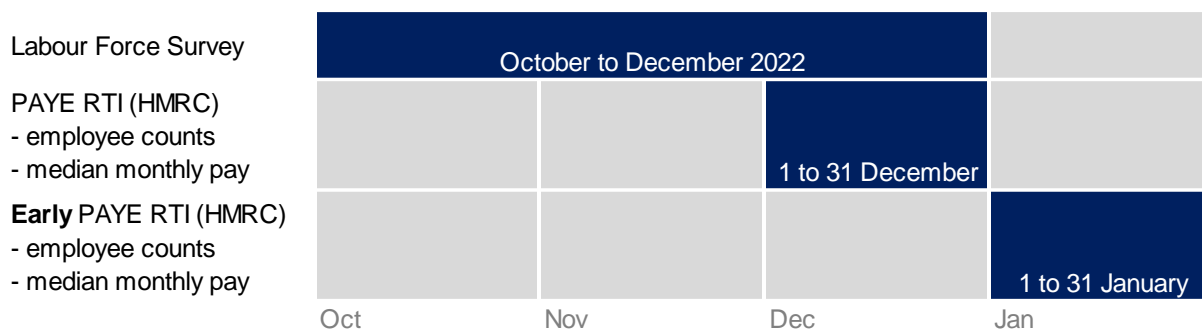 Labour Force Survey
October to December 2022
PAYE RTI (HMRC)
- employee counts
- median monthly pay
1 to 31 December
Early PAYE RTI (HMRC)
- employee counts
- median monthly pay
1 to 31 January
Oct
Nov
Dec
Jan